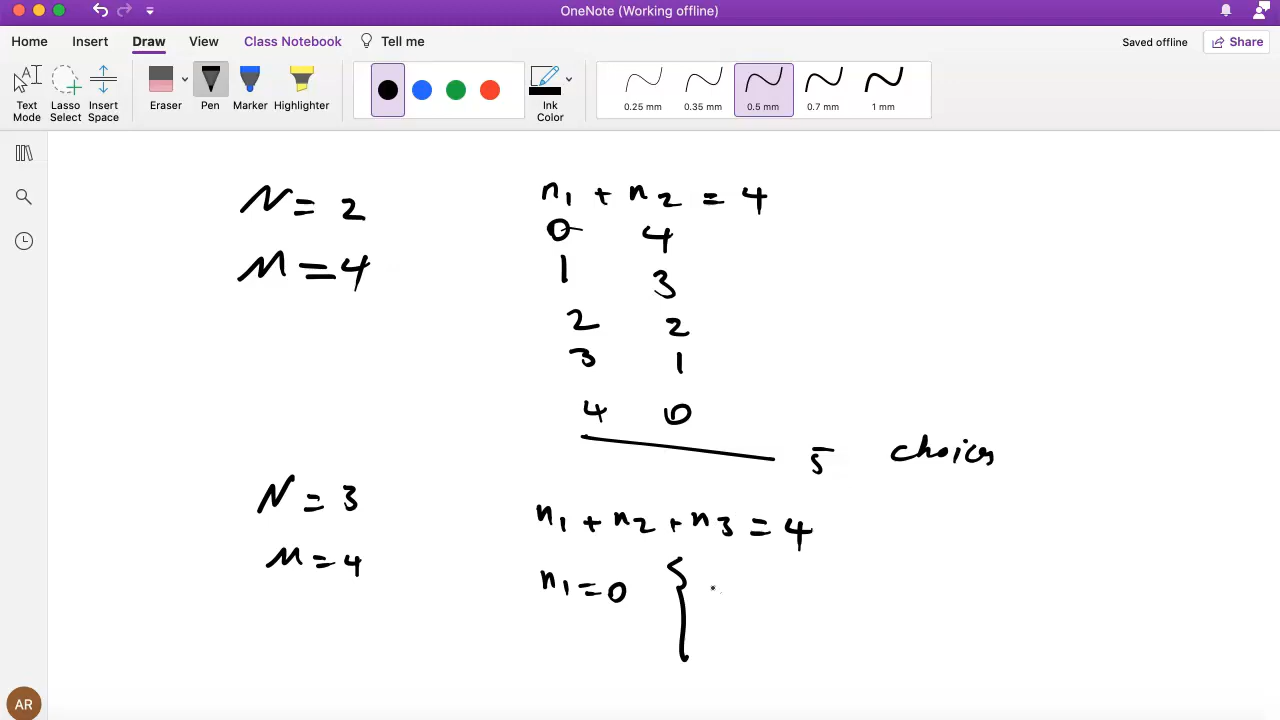 OneNote (Working offline)
Home Insert Draw View Class Notebook Tell me Saved offline Share
Text Mode Lasso Select Insert Space Eraser Pen Marker Highlighter Ink Color 0.25 mm 0.35 mm 0.5 mm 0.7 mm 1 mm
N = 2 n₁ + n₂ = 4
0 4
M = 4 1 3
2 2
3 1
4 0
5 choices
N = 3 n₁ + n₂ + n₃ = 4
M = 4 n₁ = 0 {
AR